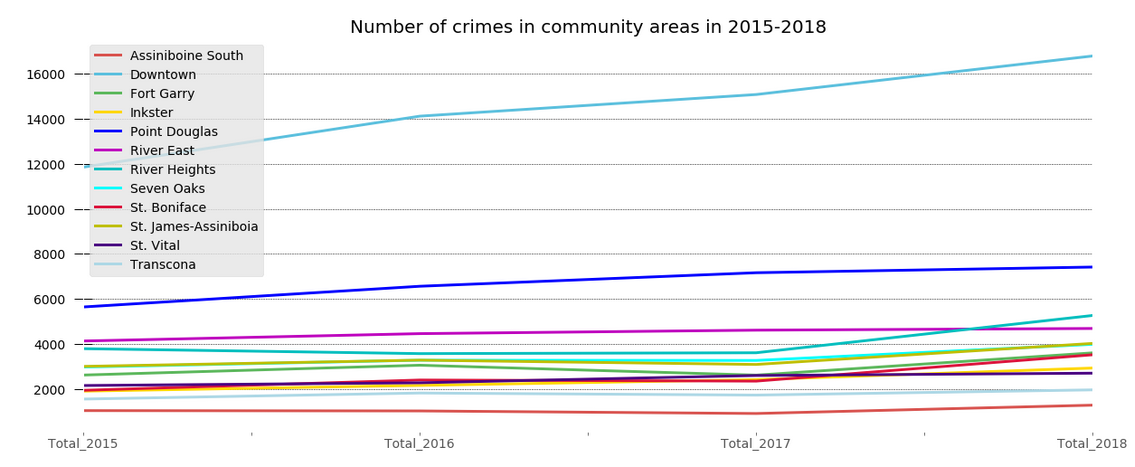 Number of crimes in community areas in 2015-2018
Assiniboine South
Downtown
Fort Garry
Inkster
Point Douglas
River East
River Heights
Seven Oaks
St. Boniface
St. James-Assiniboia
St. Vital
Transcona
16000
14000
12000
10000
8000
6000
4000
2000
Total_2015
Total_2016
Total_2017
Total_2018